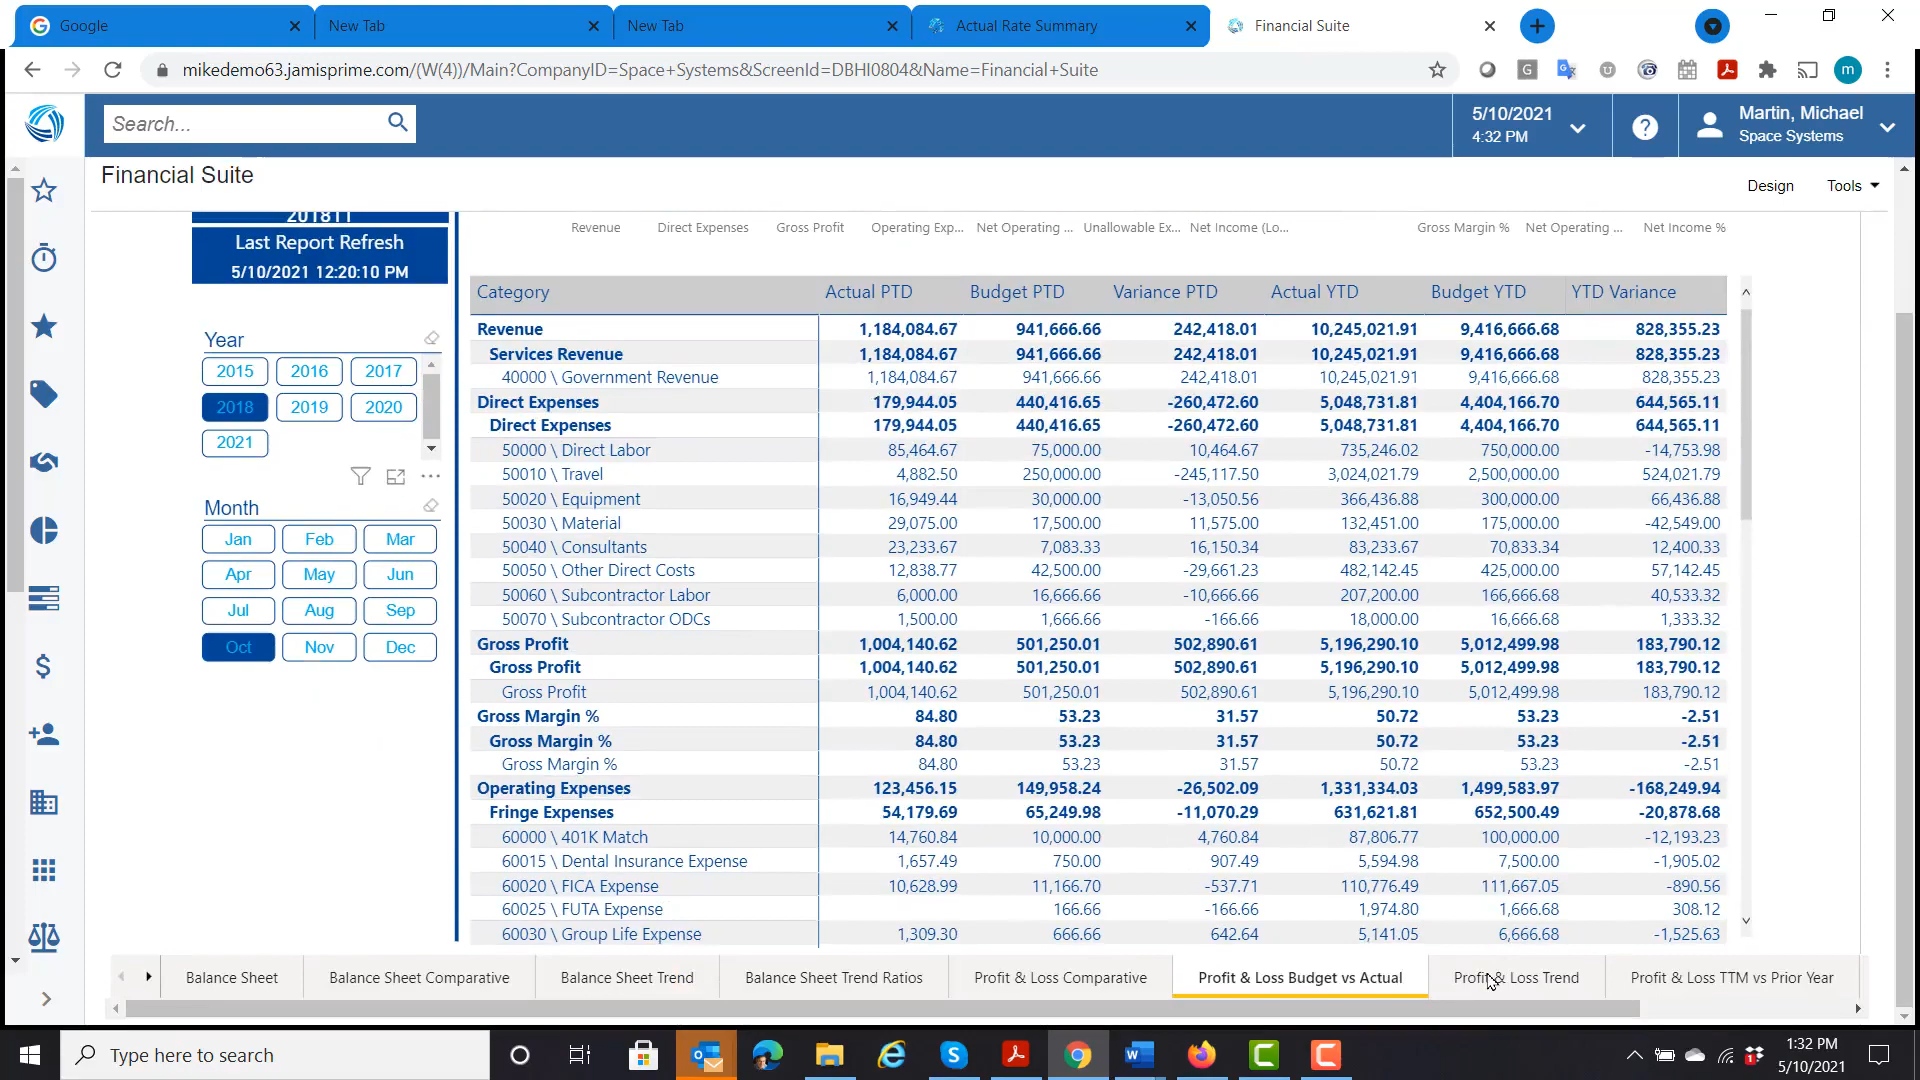 Google
New Tab
New Tab
Actual Rate Summary
Financial Suite
mikedemo63.jamisprime.com/(W(4))/Main?CompanyID=Space+Systems&ScreenId=DBHI0804&Name=Financial+Suite
Search...
5/10/2021
4:32 PM
Martin, Michael
Space Systems
Financial Suite
Design
Tools
201811
Last Report Refresh
5/10/2021 12:20:10 PM
Year
2015 2016 2017
2018 2019 2020
2021
Month
Jan Feb Mar
Apr May Jun
Jul Aug Sep
Oct Nov Dec
Revenue Direct Expenses Gross Profit Operating Exp... Net Operating ... Unallowable Ex... Net Income (Lo... Gross Margin % Net Operating ... Net Income %
Category Actual PTD Budget PTD Variance PTD Actual YTD Budget YTD YTD Variance
Revenue 1,184,084.67 941,666.66 242,418.01 10,245,021.91 9,416,666.68 828,355.23
Services Revenue 1,184,084.67 941,666.66 242,418.01 10,245,021.91 9,416,666.68 828,355.23
40000 \ Government Revenue 1,184,084.67 941,666.66 242,418.01 10,245,021.91 9,416,666.68 828,355.23
Direct Expenses 179,944.05 440,416.65 -260,472.60 5,048,731.81 4,404,166.70 644,565.11
Direct Expenses 179,944.05 440,416.65 -260,472.60 5,048,731.81 4,404,166.70 644,565.11
50000 \ Direct Labor 85,464.67 75,000.00 10,464.67 735,246.02 750,000.00 -14,753.98
50010 \ Travel 4,882.50 250,000.00 -245,117.50 3,024,021.79 2,500,000.00 524,021.79
50020 \ Equipment 16,949.44 30,000.00 -13,050.56 366,436.88 300,000.00 66,436.88
50030 \ Material 29,075.00 17,500.00 11,575.00 132,451.00 175,000.00 -42,549.00
50040 \ Consultants 23,233.67 7,083.33 16,150.34 83,233.67 70,833.34 12,400.33
50050 \ Other Direct Costs 12,838.77 42,500.00 -29,661.23 482,142.45 425,000.00 57,142.45
50060 \ Subcontractor Labor 6,000.00 16,666.66 -10,666.66 207,200.00 166,666.68 40,533.32
50070 \ Subcontractor ODCs 1,500.00 1,666.66 -166.66 18,000.00 16,666.68 1,333.32
Gross Profit 1,004,140.62 501,250.01 502,890.61 5,196,290.10 5,012,499.98 183,790.12
Gross Profit 1,004,140.62 501,250.01 502,890.61 5,196,290.10 5,012,499.98 183,790.12
Gross Profit 1,004,140.62 501,250.01 502,890.61 5,196,290.10 5,012,499.98 183,790.12
Gross Margin % 84.80 53.23 31.57 50.72 53.23 -2.51
Gross Margin % 84.80 53.23 31.57 50.72 53.23 -2.51
Gross Margin % 84.80 53.23 31.57 50.72 53.23 -2.51
Operating Expenses 123,456.15 149,958.24 -26,502.09 1,331,334.03 1,499,583.97 -168,249.94
Fringe Expenses 54,179.69 65,249.98 -11,070.29 631,621.81 652,500.49 -20,878.68
60000 \ 401K Match 14,760.84 10,000.00 4,760.84 87,806.77 100,000.00 -12,193.23
60015 \ Dental Insurance Expense 1,657.49 750.00 907.49 5,594.98 7,500.00 -1,905.02
60020 \ FICA Expense 10,628.99 11,166.70 -537.71 110,776.49 111,667.05 -890.56
60025 \ FUTA Expense 166.66 -166.66 1,974.80 1,666.68 308.12
60030 \ Group Life Expense 1,309.30 666.66 642.64 5,141.05 6,666.68 -1,525.63
Balance Sheet
Balance Sheet Comparative
Balance Sheet Trend
Balance Sheet Trend Ratios
Profit & Loss Comparative
Profit & Loss Budget vs Actual
Profit & Loss Trend
Profit & Loss TTM vs Prior Year
Type here to search
1:32 PM
5/10/2021